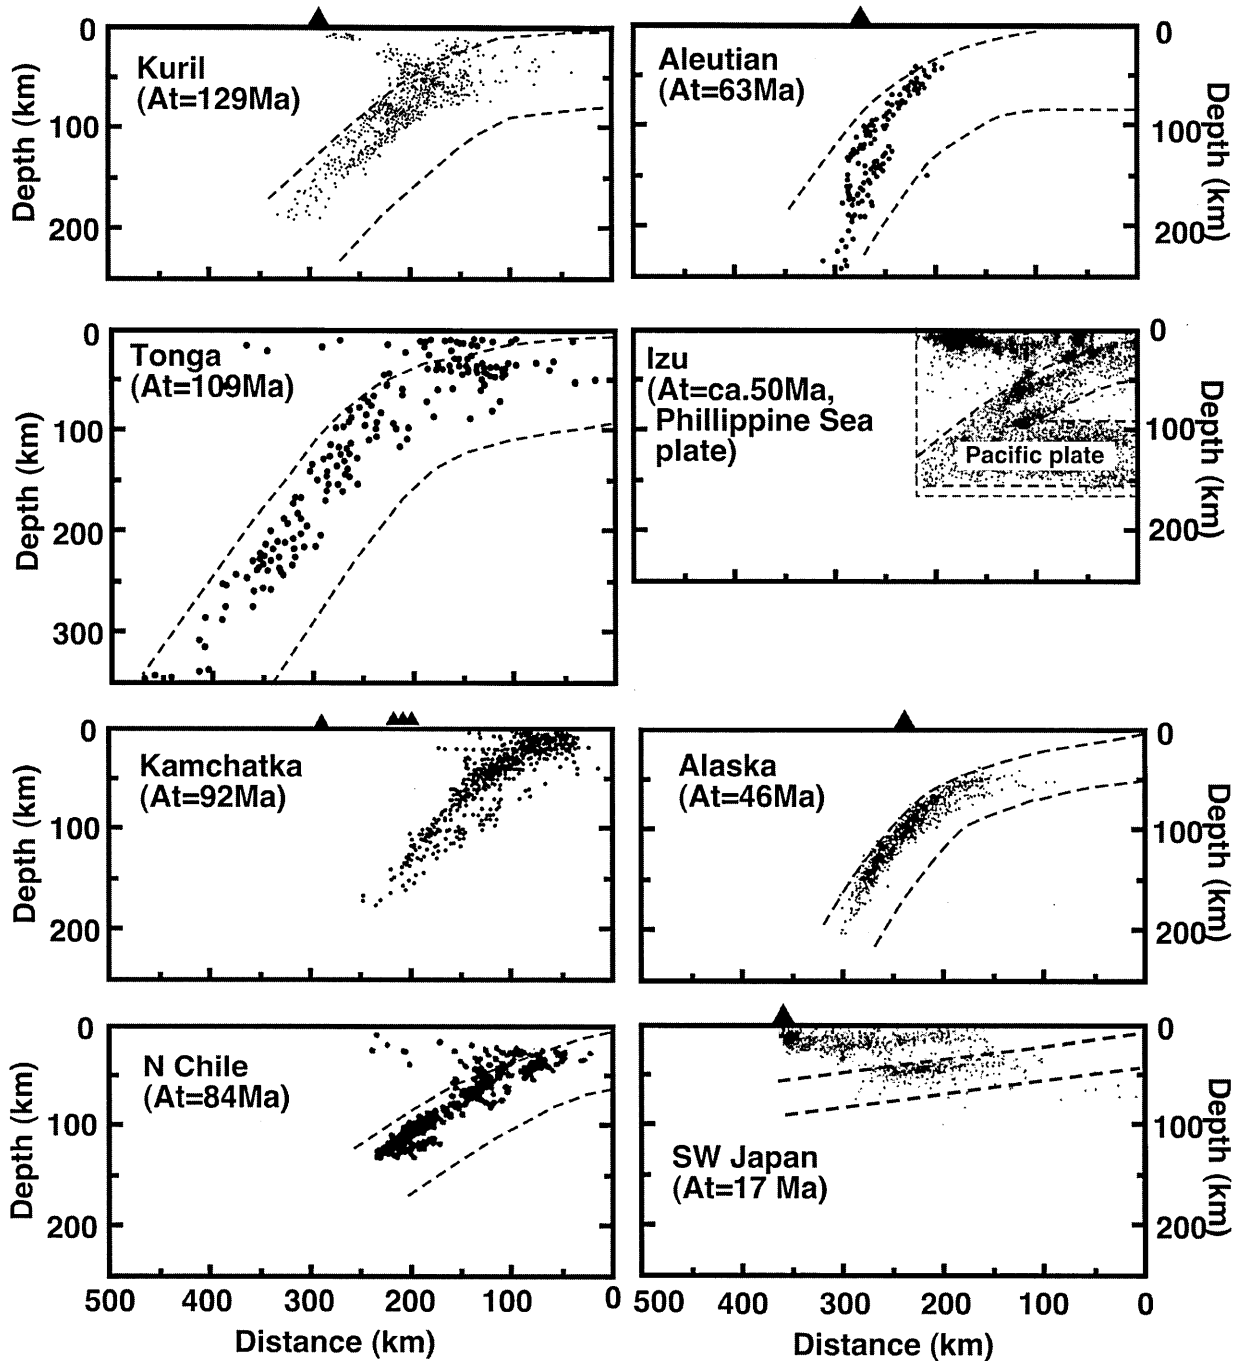 0
100
200
Depth (km)
Kuril
(At=129Ma)
Aleutian
(At=63Ma)
0
100
200
Depth (km)
0
100
200
300
Depth (km)
Tonga
(At=109Ma)
Izu
(At=ca.50Ma,
Phillippine Sea
plate)
Pacific plate
0
100
200
Depth (km)
0
100
200
Depth (km)
Kamchatka
(At=92Ma)
Alaska
(At=46Ma)
0
100
200
Depth (km)
0
100
200
Depth (km)
N Chile
(At=84Ma)
SW Japan
(At=17 Ma)
0
100
200
Depth (km)
500 400 300 200 100 0
Distance (km)
500 400 300 200 100 0
Distance (km)